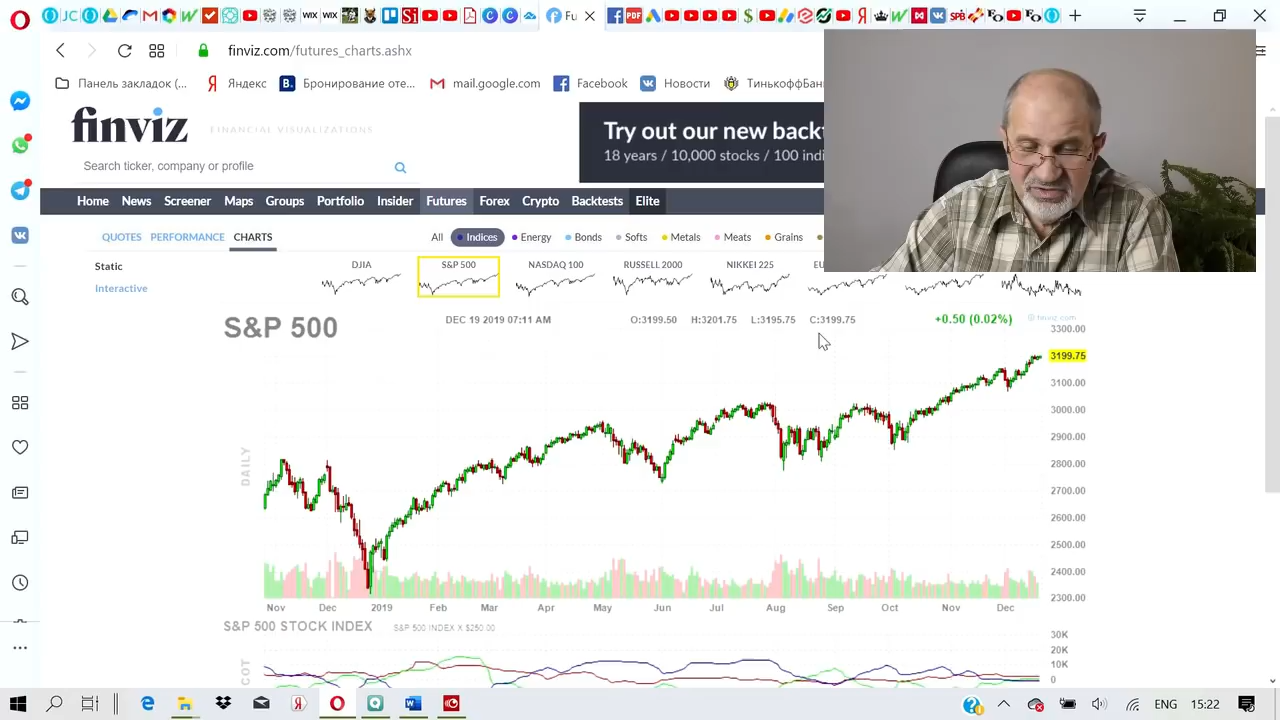 finviz.com/futures_charts.ashx
Панель закладок (...
Яндекс
Бронирование оте...
mail.google.com
Facebook
Новости
ТинькоффБан
finviz
FINANCIAL VISUALIZATIONS
Try out our new backt
18 years / 10,000 stocks / 100 indi
Search ticker, company or profile
Home News Screener Maps Groups Portfolio Insider Futures Forex Crypto Backtests Elite
QUOTES PERFORMANCE CHARTS
All Indices Energy Bonds Softs Metals Meats Grains
Static
Interactive
DJIA S&P 500 NASDAQ 100 RUSSELL 2000 NIKKEI 225 EU
S&P 500
DEC 19 2019 07:11 AM O:3199.50 H:3201.75 L:3195.75 C:3199.75 +0.50 (0.02%) © finviz.com
3300.00
3199.75
3100.00
3000.00
2900.00
2800.00
2700.00
2600.00
2500.00
2400.00
2300.00
DAILY
Nov Dec 2019 Feb Mar Apr May Jun Jul Aug Sep Oct Nov Dec
S&P 500 STOCK INDEX S&P 500 INDEX X $250.00
30K
20K
10K
0
COT
ENG 15:22